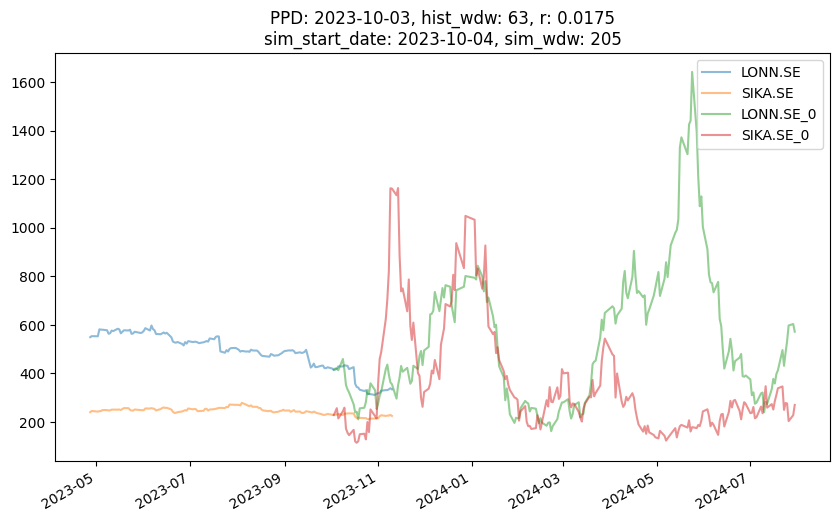 PPD: 2023-10-03, hist_wdw: 63, r: 0.0175
sim_start_date: 2023-10-04, sim_wdw: 205
LONN.SE
SIKA.SE
LONN.SE_0
SIKA.SE_0
1600
1400
1200
1000
800
600
400
200
2023-05
2023-07
2023-09
2023-11
2024-01
2024-03
2024-05
2024-07